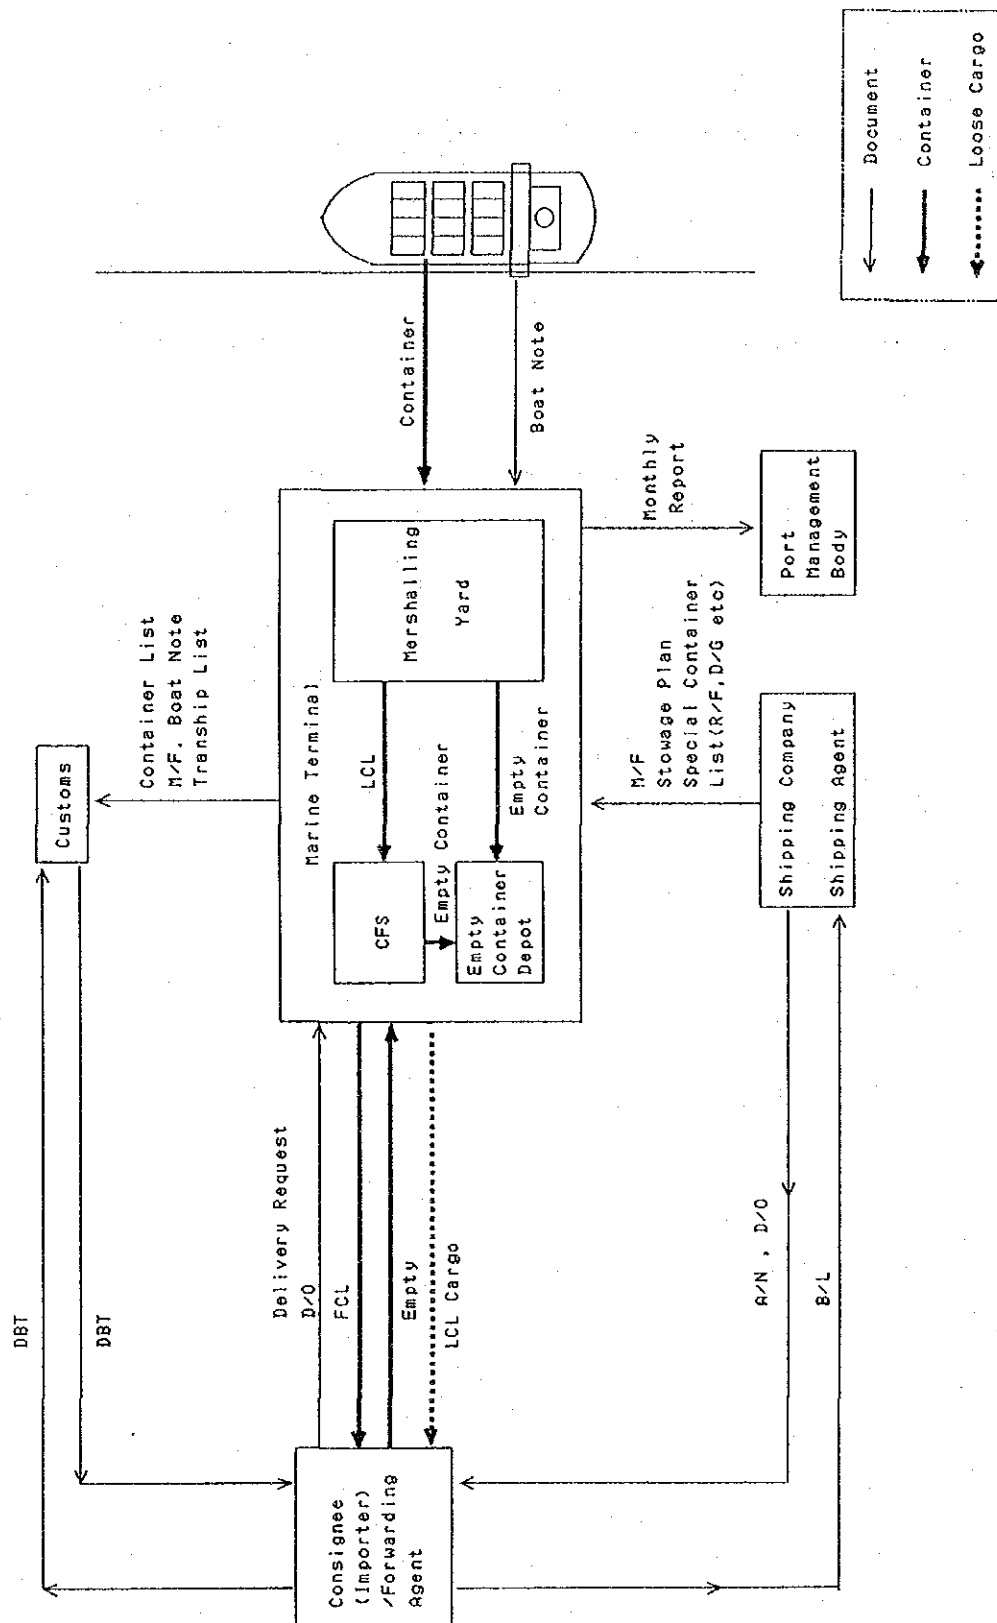 DBT
DBT
Customs
Container List
M/F, Boat Note
Tranship List
Consignee
(Importer)
/Forwarding
Agent
Delivery Request
D/O
FCL
Empty
LCL Cargo
Marine Terminal
CFS
LCL
Empty Container
Empty
Container
Depot
Empty
Container
Mershalling
Yard
Container
Boat Note
A/N , D/O
B/L
M/F
Stowage Plan
Special Container
List(R/F,D/G etc)
Shipping Company
Shipping Agent
Monthly
Report
Port
Management
Body
Document
Container
Loose Cargo